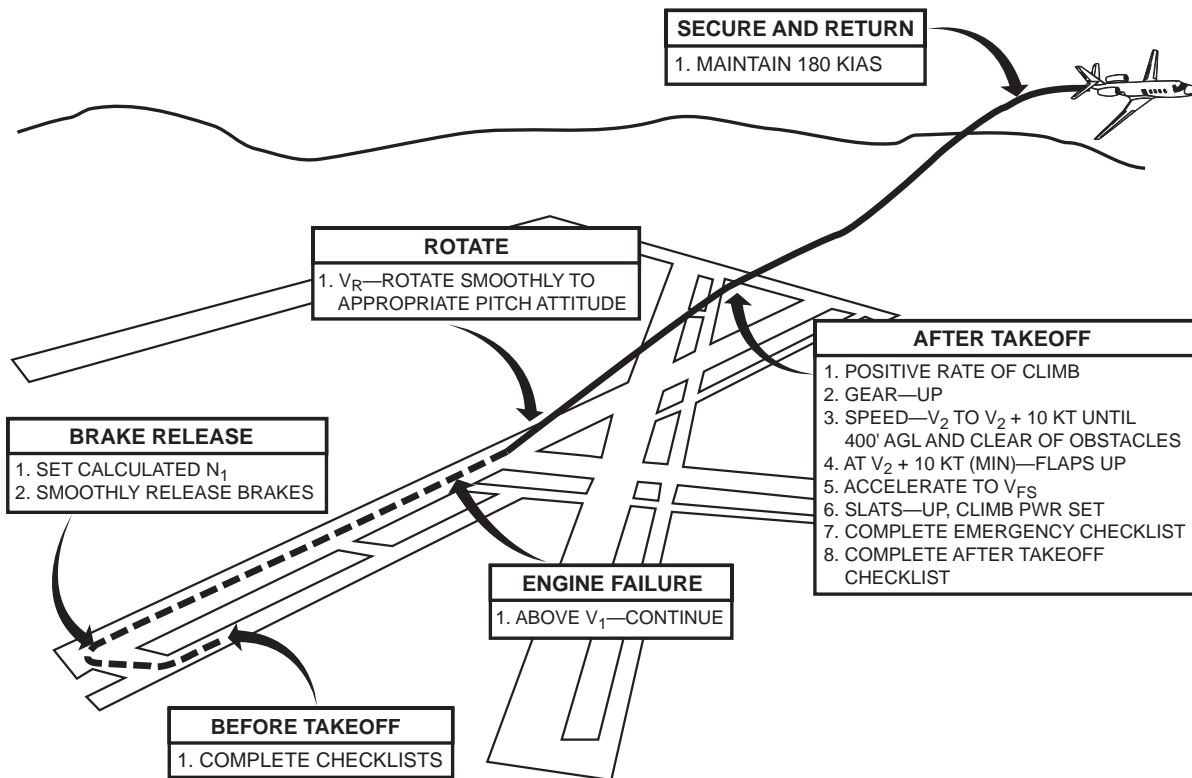 SECURE AND RETURN
1. MAINTAIN 180 KIAS
ROTATE
1. VR—ROTATE SMOOTHLY TO
APPROPRIATE PITCH ATTITUDE
AFTER TAKEOFF
1. POSITIVE RATE OF CLIMB
2. GEAR—UP
3. SPEED—V2 TO V2 + 10 KT UNTIL
400' AGL AND CLEAR OF OBSTACLES
4. AT V2 + 10 KT (MIN)—FLAPS UP
5. ACCELERATE TO VFS
6. SLATS—UP, CLIMB PWR SET
7. COMPLETE EMERGENCY CHECKLIST
8. COMPLETE AFTER TAKEOFF
CHECKLIST
BRAKE RELEASE
1. SET CALCULATED N1
2. SMOOTHLY RELEASE BRAKES
ENGINE FAILURE
1. ABOVE V1—CONTINUE
BEFORE TAKEOFF
1. COMPLETE CHECKLISTS